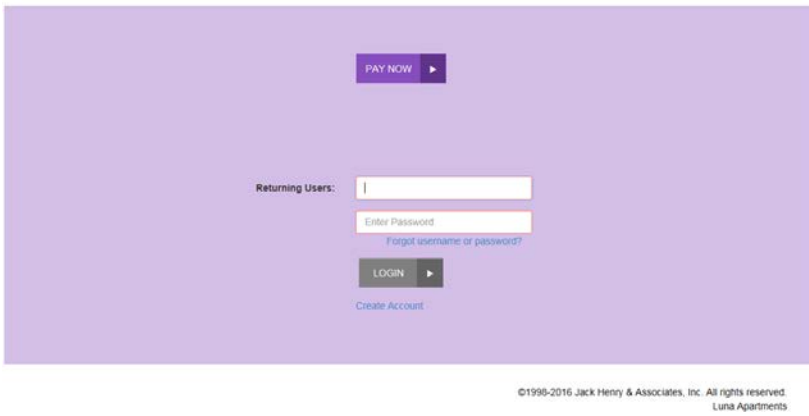 PAY NOW
Returning Users:
Enter Password
Forgot username or password?
LOGIN
Create Account
©1998-2016 Jack Henry & Associates, Inc. All rights reserved.
Luna Apartments